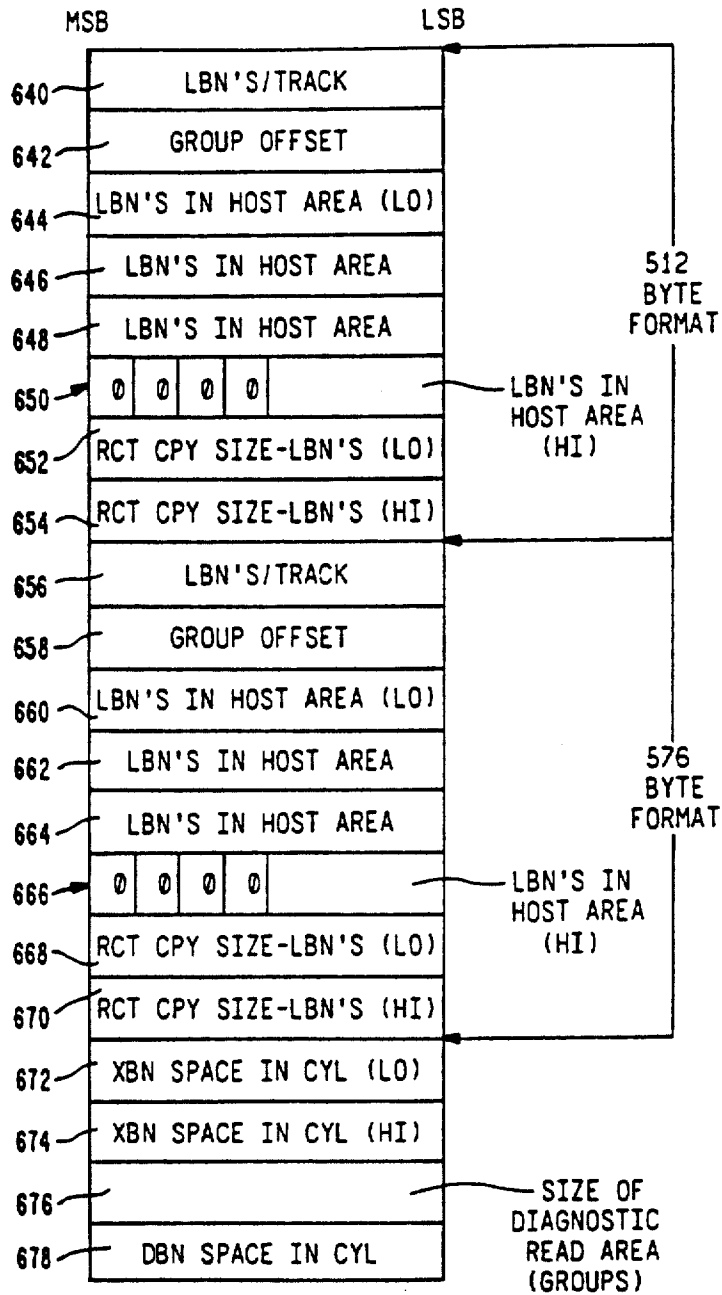 MSB LSB
640 LBN'S/TRACK
642 GROUP OFFSET
644 LBN'S IN HOST AREA (LO)
646 LBN'S IN HOST AREA
648 LBN'S IN HOST AREA
512
BYTE
FORMAT
650 0 0 0 0
LBN'S IN
HOST AREA
(HI)
652 RCT CPY SIZE-LBN'S (LO)
654 RCT CPY SIZE-LBN'S (HI)
656 LBN'S/TRACK
658 GROUP OFFSET
660 LBN'S IN HOST AREA (LO)
662 LBN'S IN HOST AREA
664 LBN'S IN HOST AREA
576
BYTE
FORMAT
666 0 0 0 0
LBN'S IN
HOST AREA
(HI)
668 RCT CPY SIZE-LBN'S (LO)
670 RCT CPY SIZE-LBN'S (HI)
672 XBN SPACE IN CYL (LO)
674 XBN SPACE IN CYL (HI)
676
SIZE OF
DIAGNOSTIC
READ AREA
(GROUPS)
678 DBN SPACE IN CYL